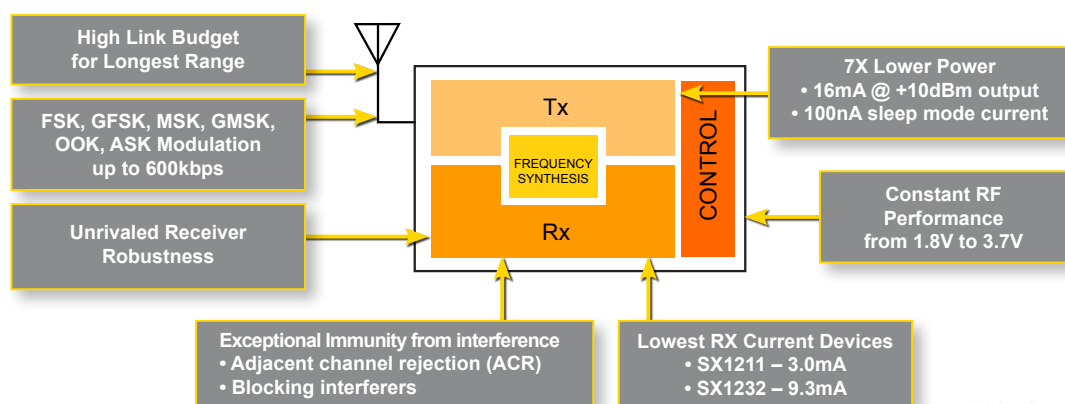 High Link Budget
for Longest Range
FSK, GFSK, MSK, GMSK,
OOK, ASK Modulation
up to 600kbps
Unrivaled Receiver
Robustness
Tx
FREQUENCY
SYNTHESIS
Rx
CONTROL
7X Lower Power
• 16mA @ +10dBm output
• 100nA sleep mode current
Constant RF
Performance
from 1.8V to 3.7V
Exceptional Immunity from interference
• Adjacent channel rejection (ACR)
• Blocking interferers
Lowest RX Current Devices
• SX1211 – 3.0mA
• SX1232 – 9.3mA